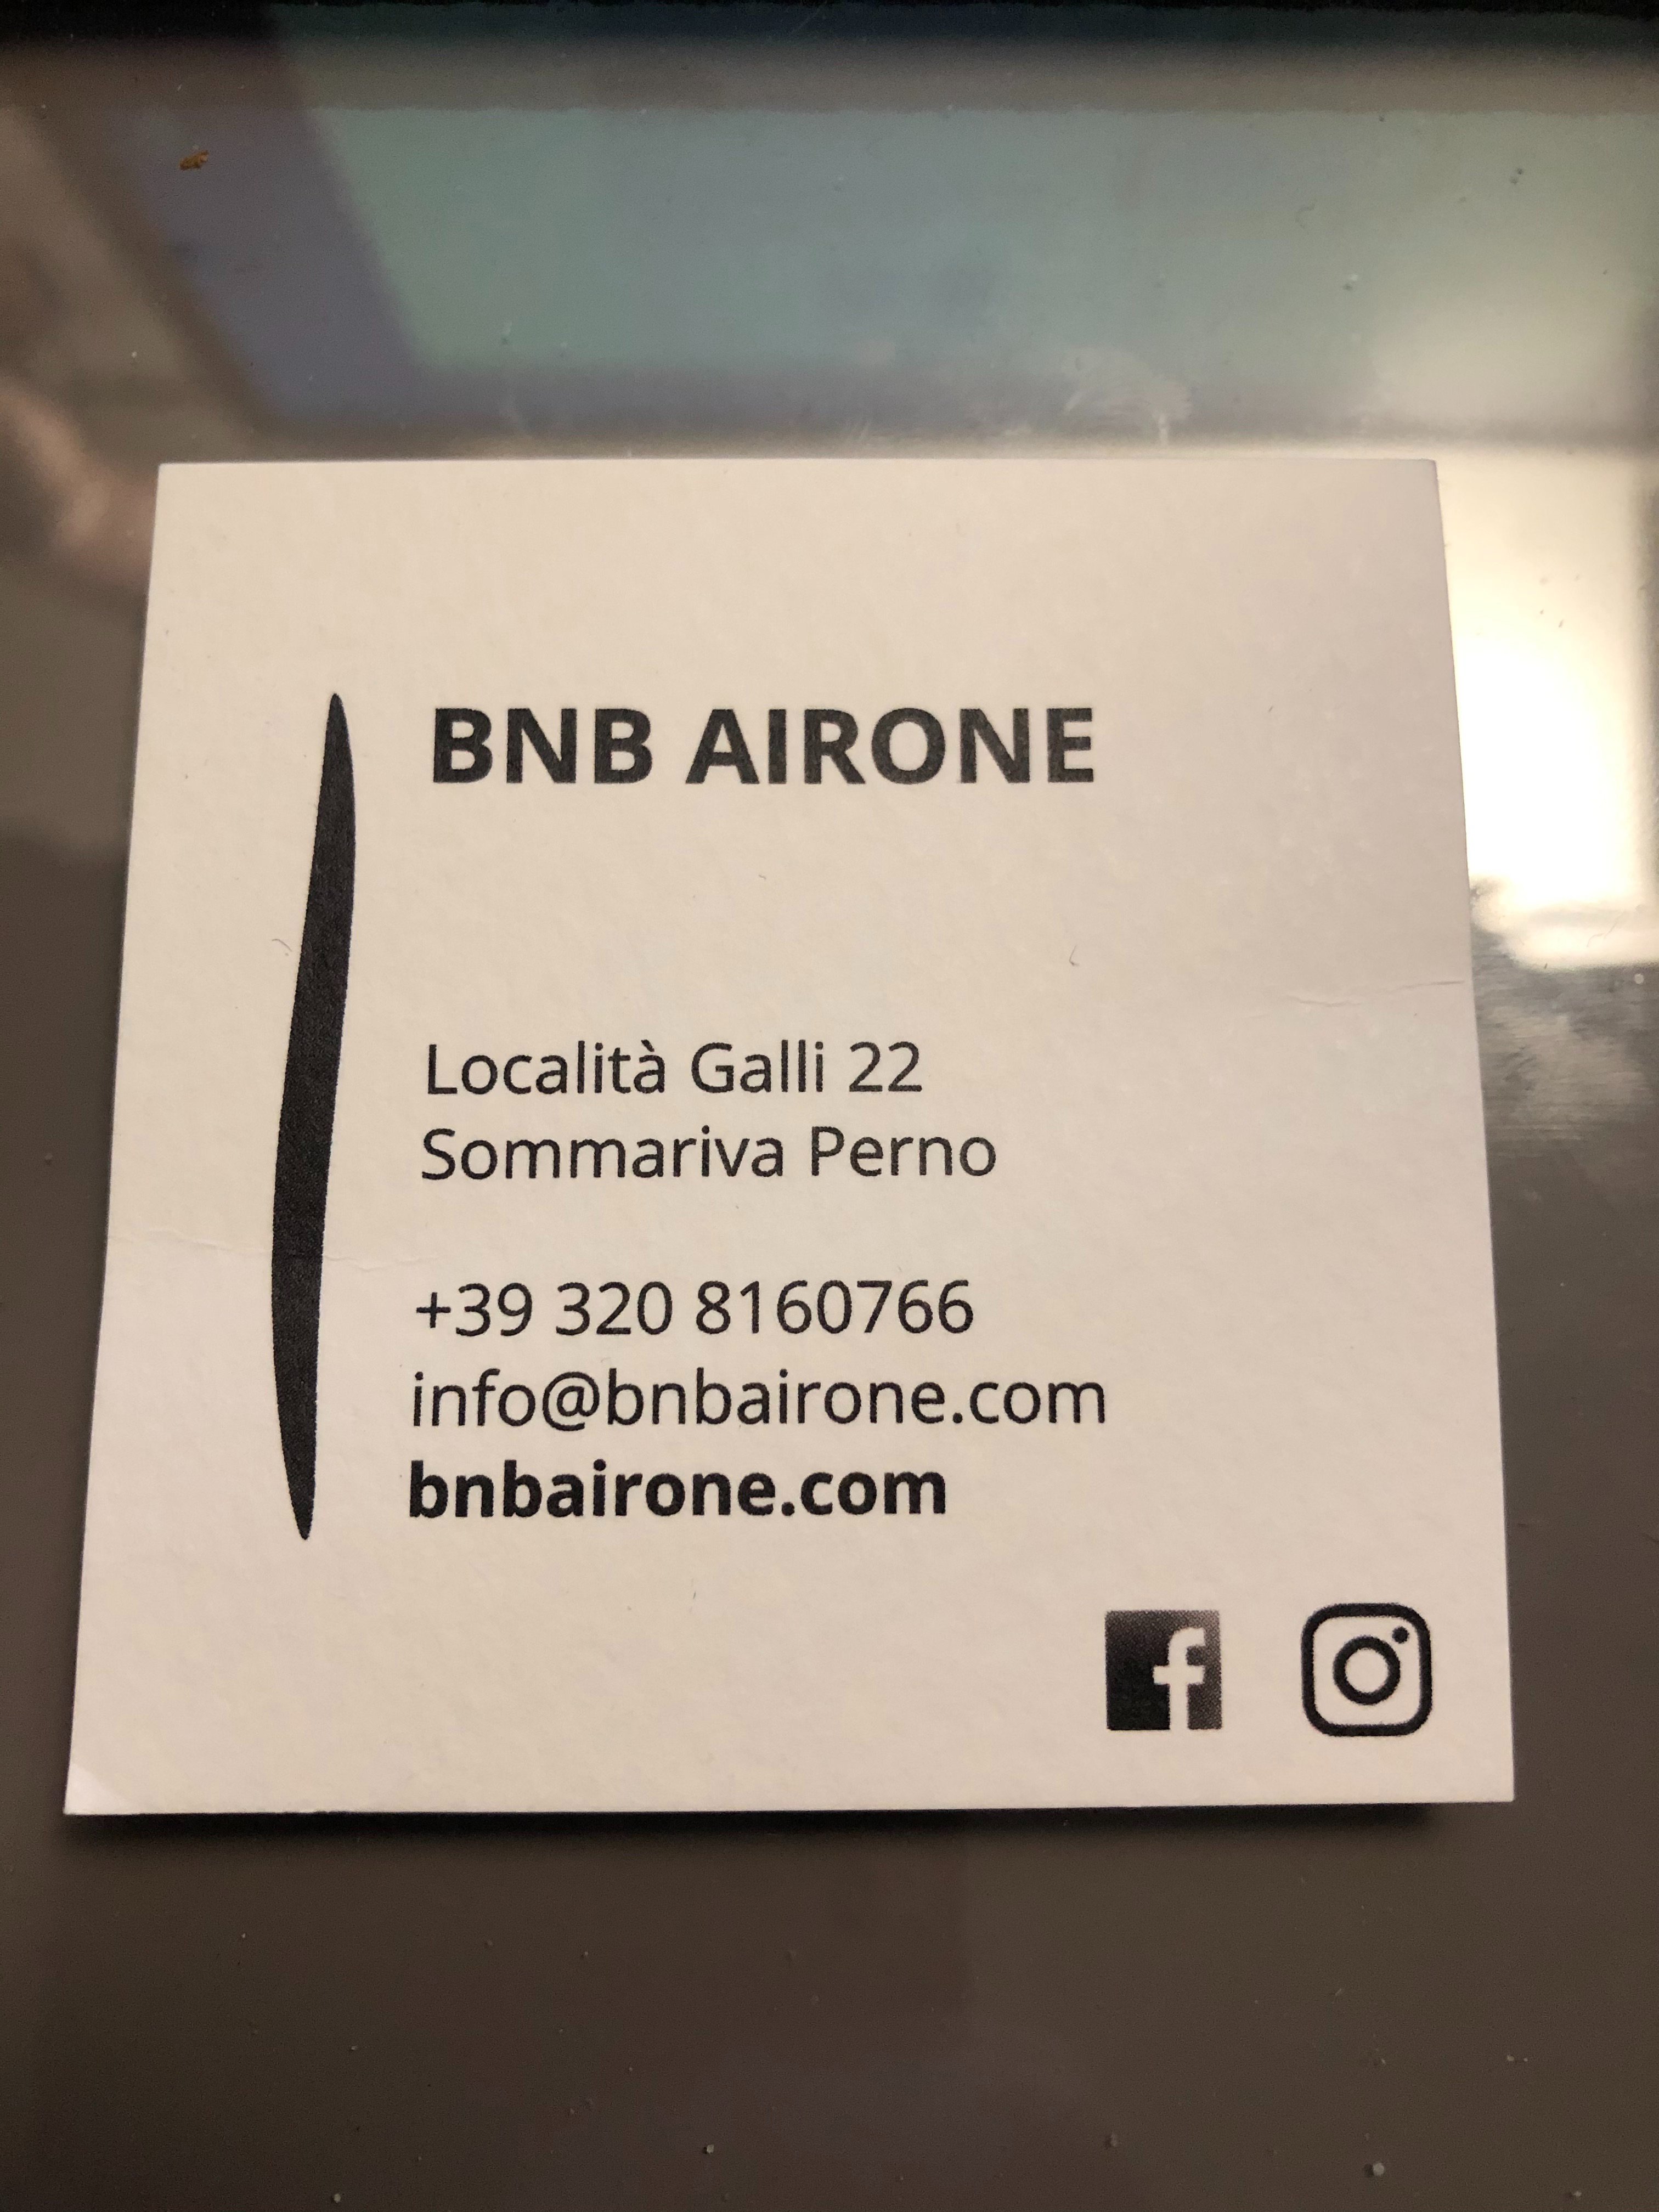 BNB AIRONE
Località Galli 22
Sommariva Perno
+39 320 8160766
info@bnbairone.com
bnbairone.com